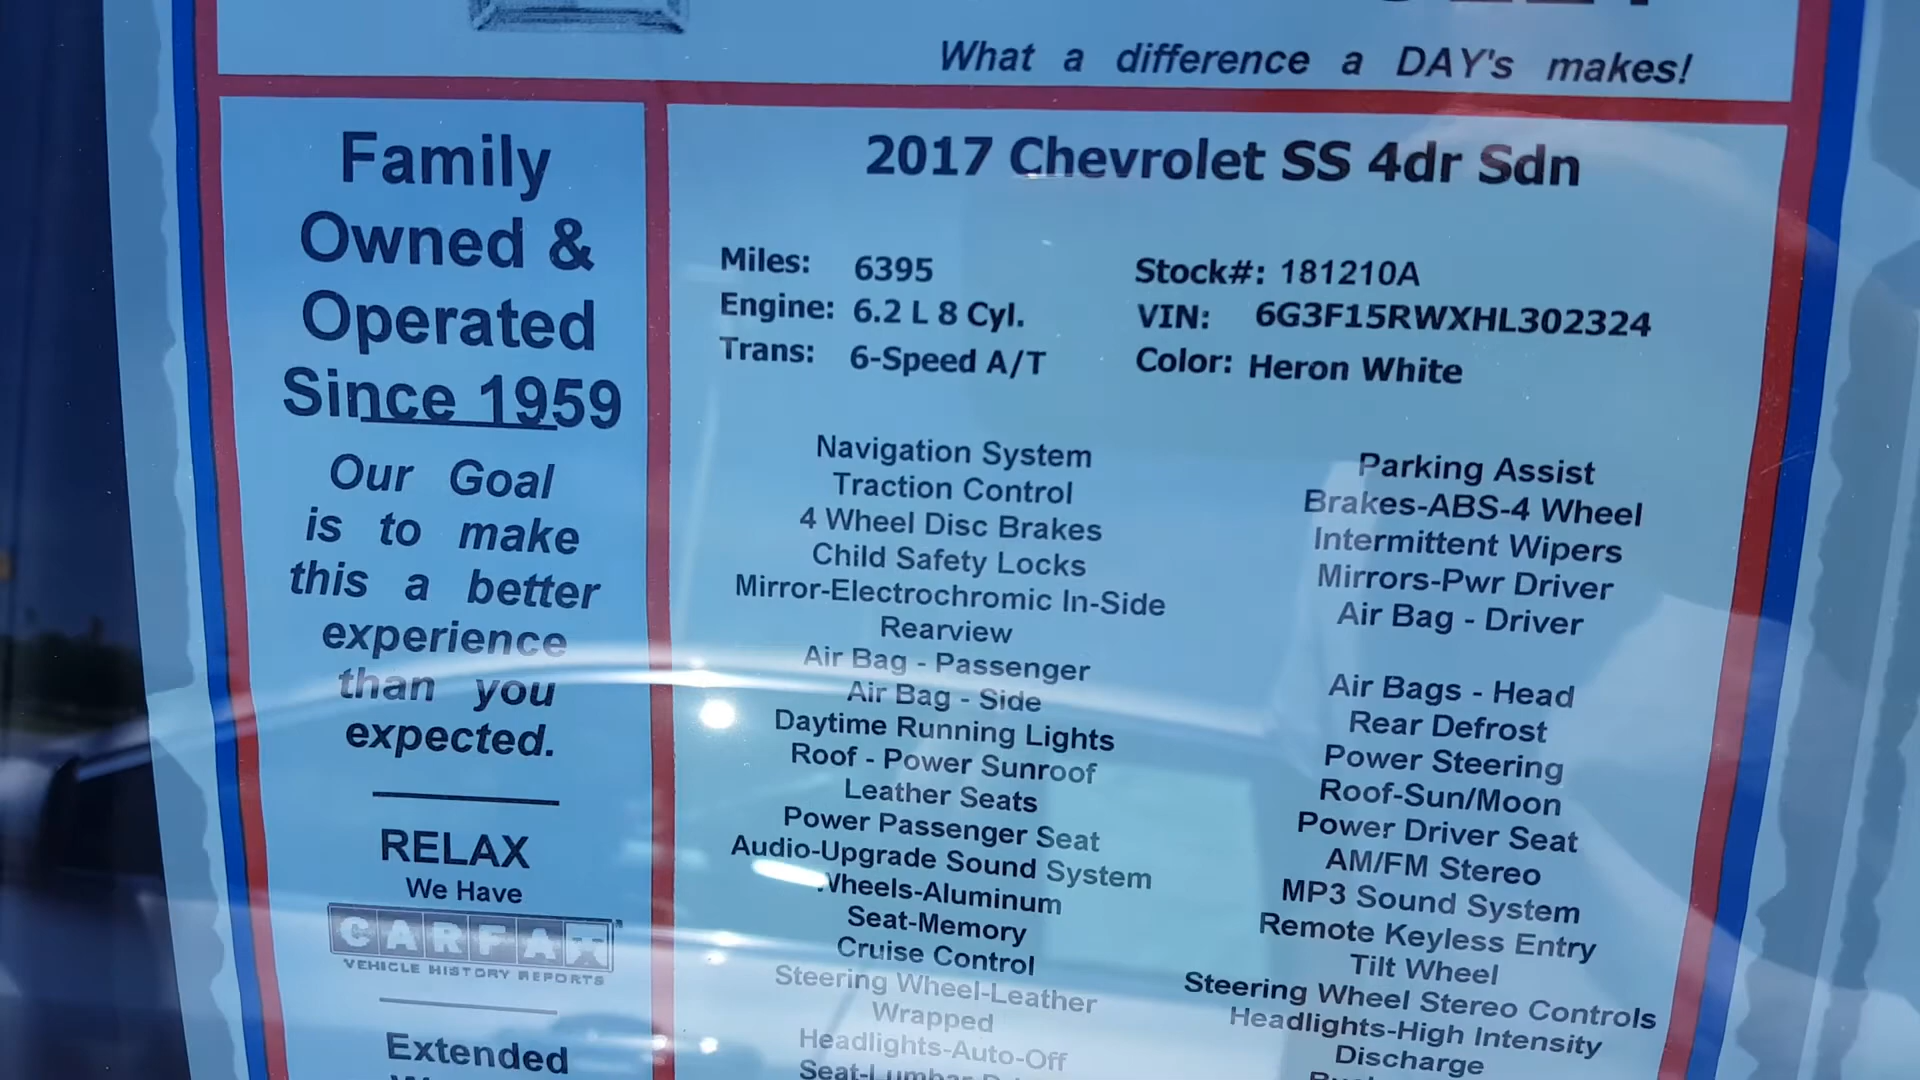 What a difference a DAY's makes!
Family
Owned &
Operated
Since 1959
Our Goal
is to make
this a better
experience
than you
expected.
RELAX
We Have
CARFAX
VEHICLE HISTORY REPORTS
Extended
2017 Chevrolet SS 4dr Sdn
Miles: 6395
Engine: 6.2 L 8 Cyl.
Trans: 6-Speed A/T
Stock#: 181210A
VIN: 6G3F15RWXHL302324
Color: Heron White
Navigation System
Traction Control
4 Wheel Disc Brakes
Child Safety Locks
Mirror-Electrochromic In-Side
Rearview
Air Bag - Passenger
Air Bag - Side
Daytime Running Lights
Roof - Power Sunroof
Leather Seats
Power Passenger Seat
Audio-Upgrade Sound System
Wheels-Aluminum
Seat-Memory
Cruise Control
Steering Wheel-Leather
Wrapped
Headlights-Auto-Off
Parking Assist
Brakes-ABS-4 Wheel
Intermittent Wipers
Mirrors-Pwr Driver
Air Bag - Driver
Air Bags - Head
Rear Defrost
Power Steering
Roof-Sun/Moon
Power Driver Seat
AM/FM Stereo
MP3 Sound System
Remote Keyless Entry
Tilt Wheel
Steering Wheel Stereo Controls
Headlights-High Intensity
Discharge